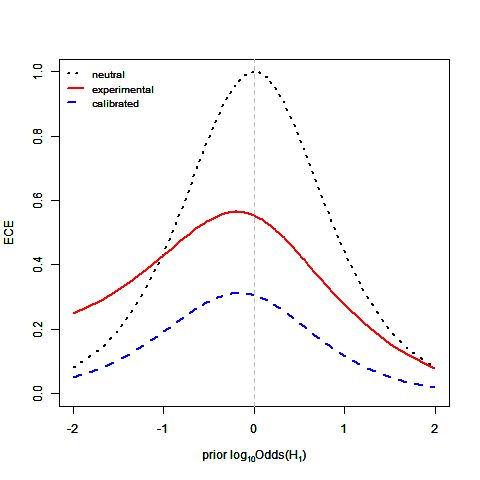 neutral
experimental
calibrated
ECE
0.0
0.2
0.4
0.6
0.8
1.0
-2
-1
0
1
2
prior log₁₀Odds(H₁)